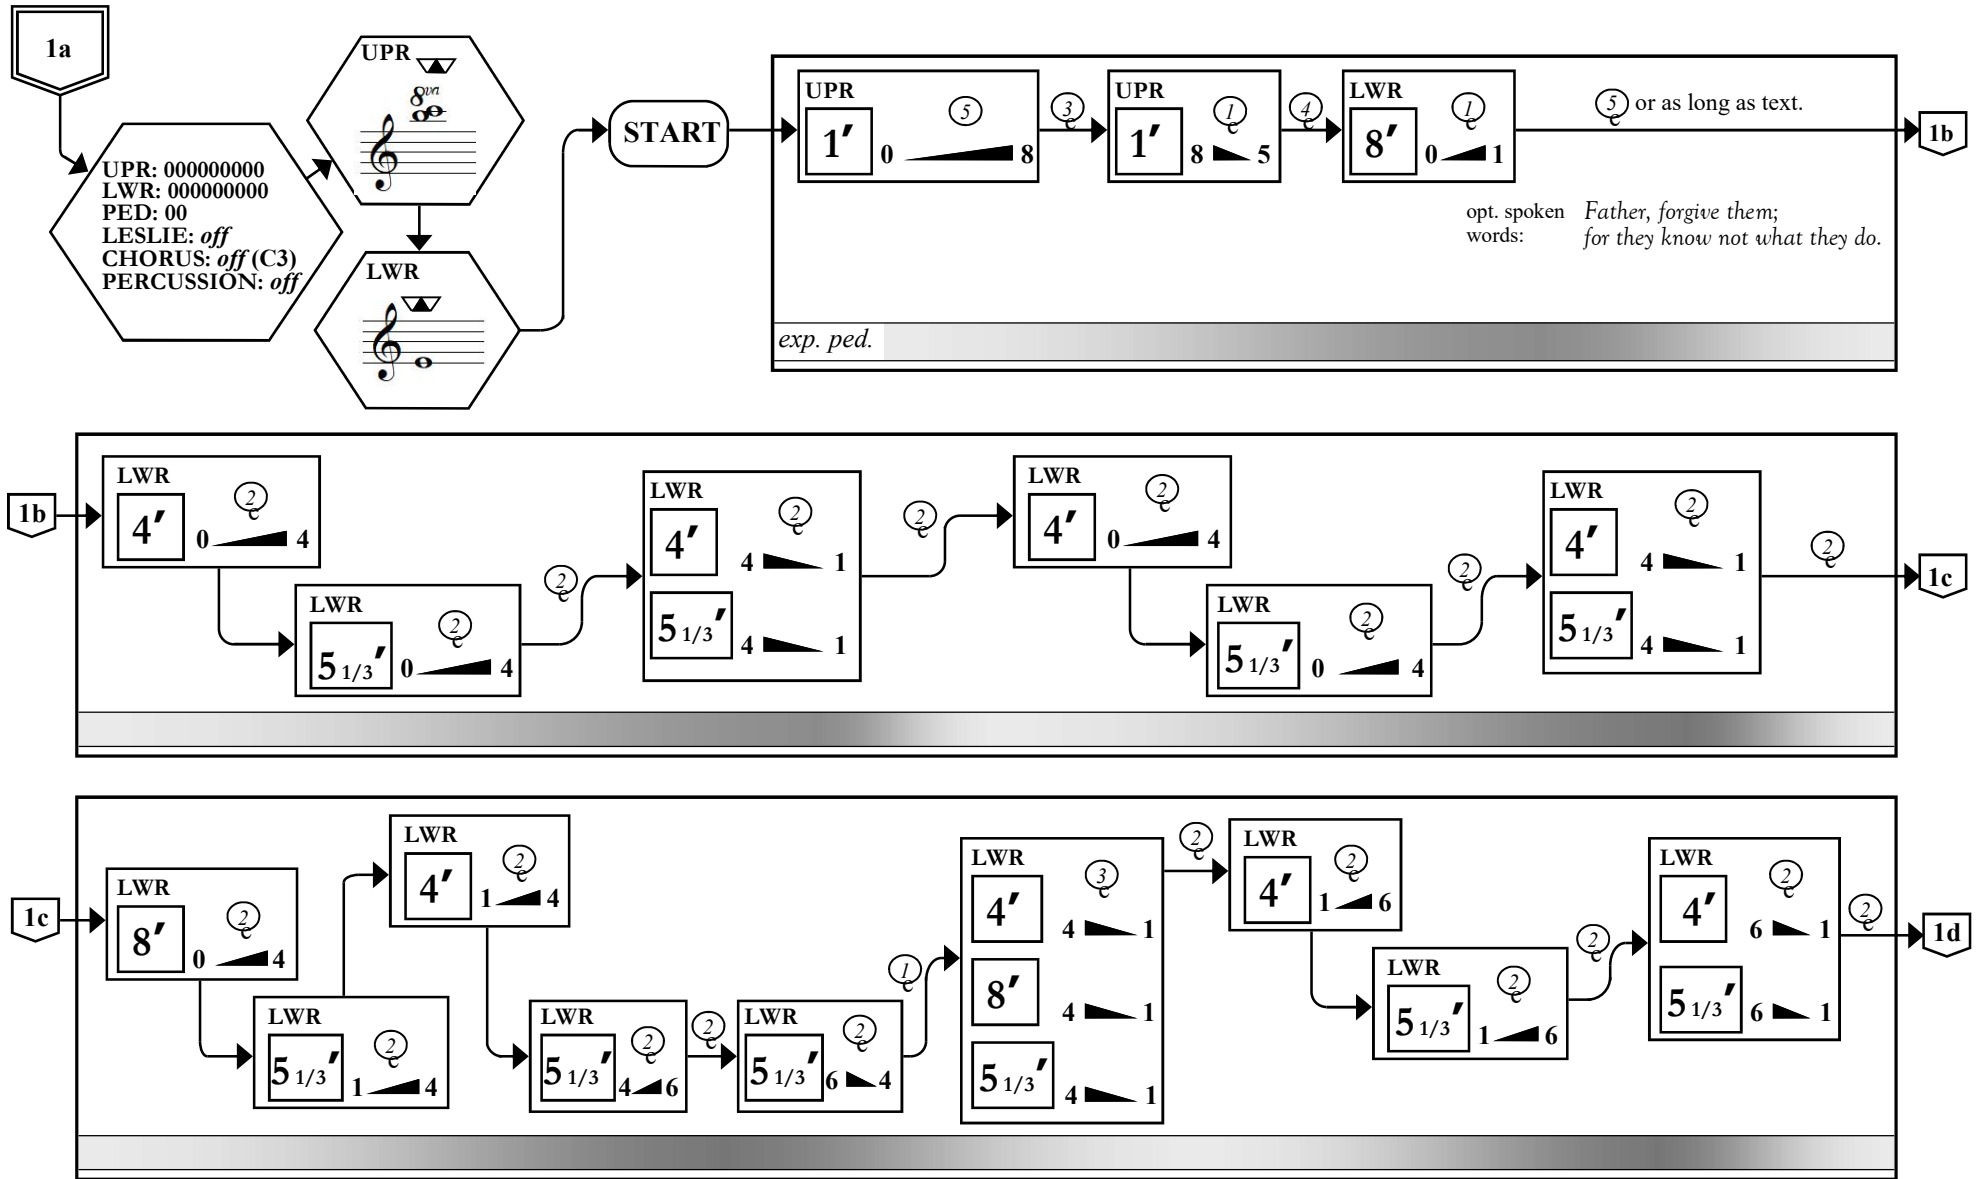 1a
UPR: 000000000
LWR: 000000000
PED: 00
LESLIE: off
CHORUS: off (C3)
PERCUSSION: off
UPR
8va
LWR
START
UPR
5
1′
0 8
3
c
UPR
1
c
1′
8 5
4
c
LWR
1
c
8′
0 1
5
c
or as long as text.
1b
opt. spoken words:
Father, forgive them;
for they know not what they do.
exp. ped.
1b
LWR
2
c
4′
0 4
LWR
2
c
5 1/3′
0 4
2
c
LWR
2
c
4′
4 1
5 1/3′
4 1
2
c
LWR
2
c
4′
0 4
LWR
2
c
5 1/3′
0 4
2
c
LWR
2
c
4′
4 1
5 1/3′
4 1
2
c
1c
1c
LWR
2
c
8′
0 4
LWR
2
c
5 1/3′
1 4
LWR
2
c
4′
1 4
LWR
2
c
5 1/3′
4 6
2
c
LWR
2
c
5 1/3′
6 4
1
c
LWR
3
c
4′
4 1
8′
4 1
5 1/3′
4 1
2
c
LWR
2
c
4′
1 6
LWR
2
c
5 1/3′
1 6
2
c
LWR
2
c
4′
6 1
5 1/3′
6 1
2
c
1d